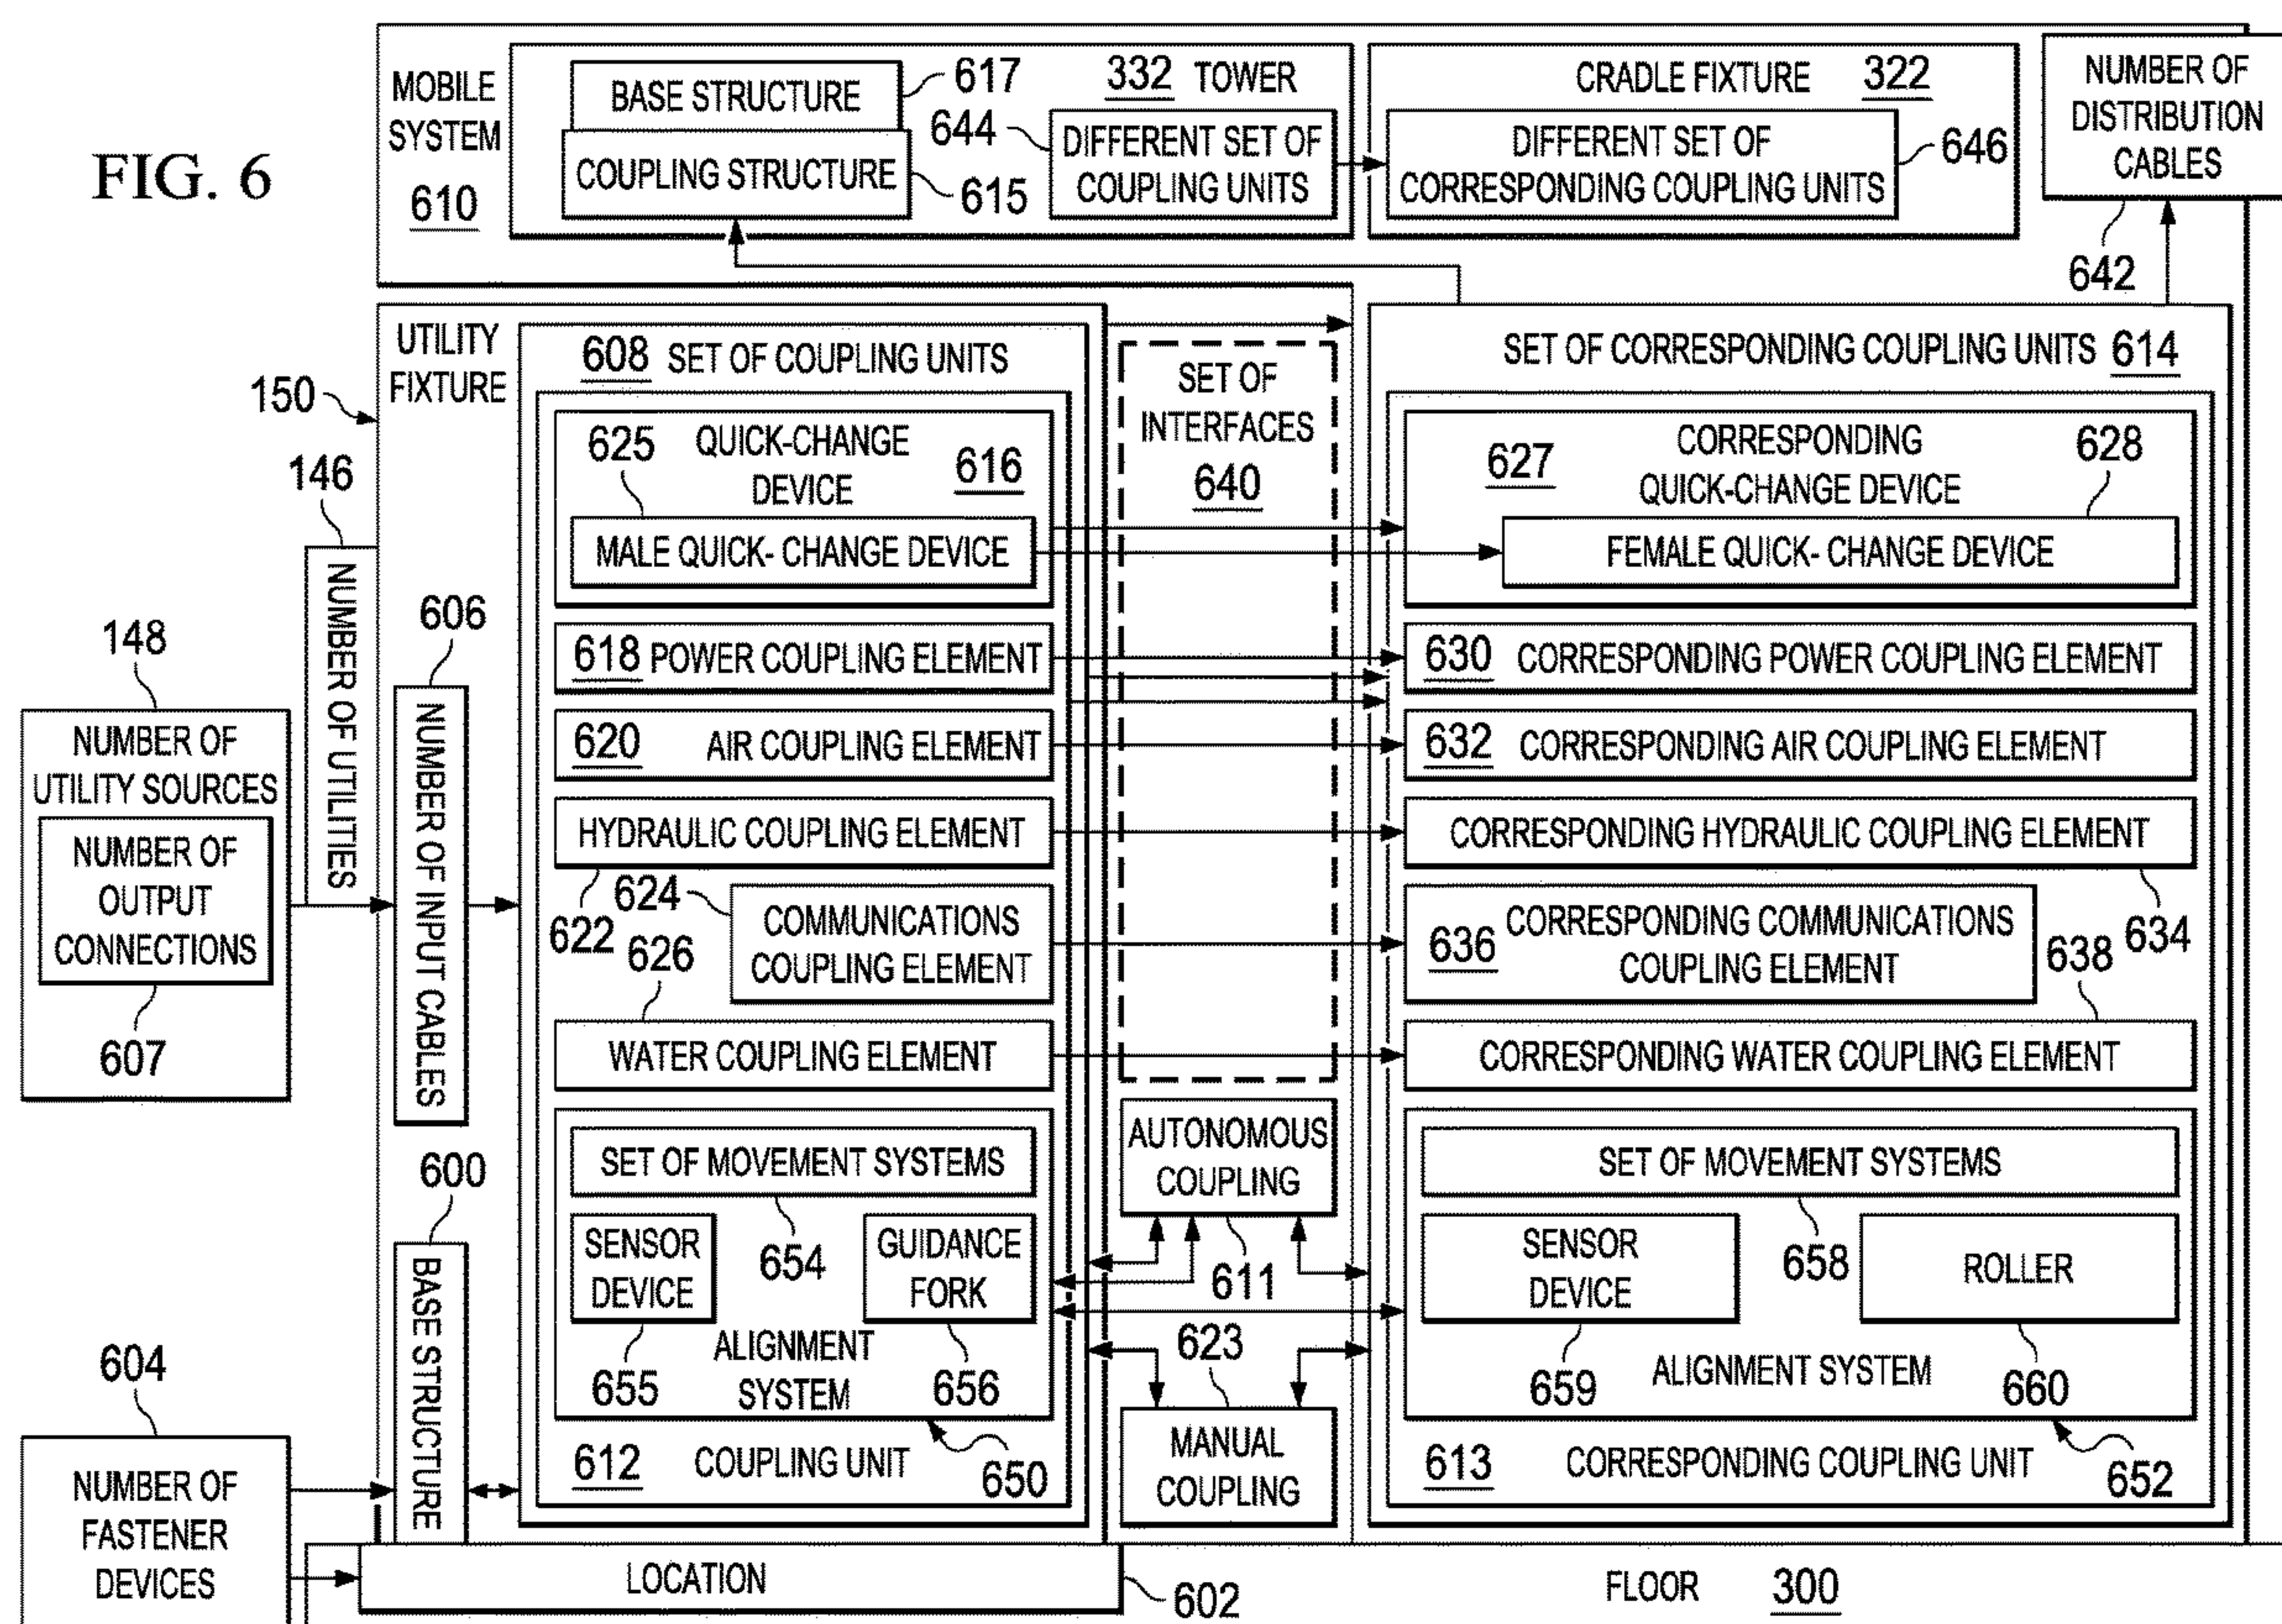 FIG. 6
MOBILE
SYSTEM
610
BASE STRUCTURE
617
COUPLING STRUCTURE
615
332 TOWER
644
DIFFERENT SET OF
COUPLING UNITS
CRADLE FIXTURE 322
DIFFERENT SET OF
CORRESPONDING COUPLING UNITS
646
NUMBER OF
DISTRIBUTION
CABLES
642
UTILITY
FIXTURE
150
146
NUMBER OF UTILITIES
148
NUMBER OF
UTILITY SOURCES
NUMBER OF
OUTPUT
CONNECTIONS
607
606
NUMBER OF INPUT CABLES
600
BASE STRUCTURE
604
NUMBER OF
FASTENER
DEVICES
608 SET OF COUPLING UNITS
625
QUICK-CHANGE
DEVICE
616
MALE QUICK- CHANGE DEVICE
618 POWER COUPLING ELEMENT
620 AIR COUPLING ELEMENT
HYDRAULIC COUPLING ELEMENT
622
624
COMMUNICATIONS
COUPLING ELEMENT
626
WATER COUPLING ELEMENT
SET OF MOVEMENT SYSTEMS
654
SENSOR
DEVICE
655
GUIDANCE
FORK
656
ALIGNMENT
SYSTEM
650
612 COUPLING UNIT
SET OF
INTERFACES
640
AUTONOMOUS
COUPLING
611
623
MANUAL
COUPLING
SET OF CORRESPONDING COUPLING UNITS 614
627
CORRESPONDING
QUICK-CHANGE DEVICE
628
FEMALE QUICK- CHANGE DEVICE
630 CORRESPONDING POWER COUPLING ELEMENT
632 CORRESPONDING AIR COUPLING ELEMENT
CORRESPONDING HYDRAULIC COUPLING ELEMENT
634
636
CORRESPONDING COMMUNICATIONS
COUPLING ELEMENT
638
CORRESPONDING WATER COUPLING ELEMENT
SET OF MOVEMENT SYSTEMS
658
SENSOR
DEVICE
659
ROLLER
660
ALIGNMENT SYSTEM
652
613 CORRESPONDING COUPLING UNIT
LOCATION
602
FLOOR 300